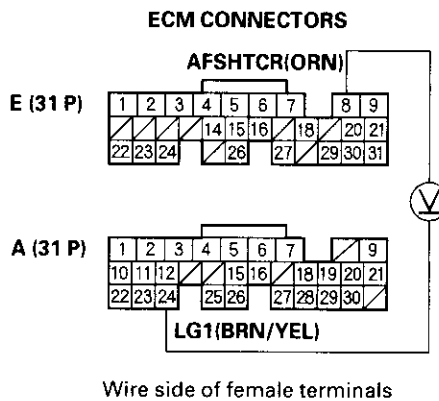 ECM CONNECTORS
AFSHTCR(ORN)
E (31 P)
1 2 3 4 5 6 7 8 9
14 15 16 18 20 21
22 23 24 26 27 29 30 31
V
A (31 P)
1 2 3 4 5 6 7 9
10 11 12 15 16 18 19 20 21
22 23 24 25 26 27 28 29 30
LG1(BRN/YEL)
Wire side of female terminals